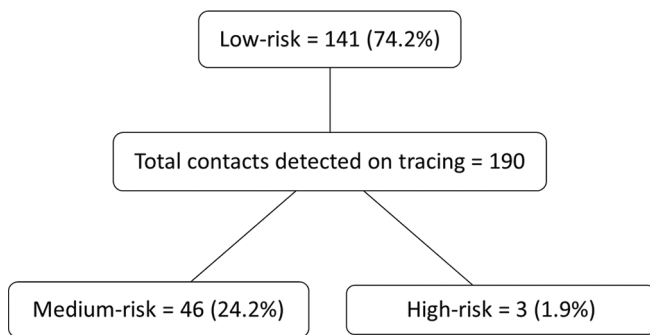 Low-risk = 141 (74.2%)
Total contacts detected on tracing = 190
Medium-risk = 46 (24.2%)
High-risk = 3 (1.9%)